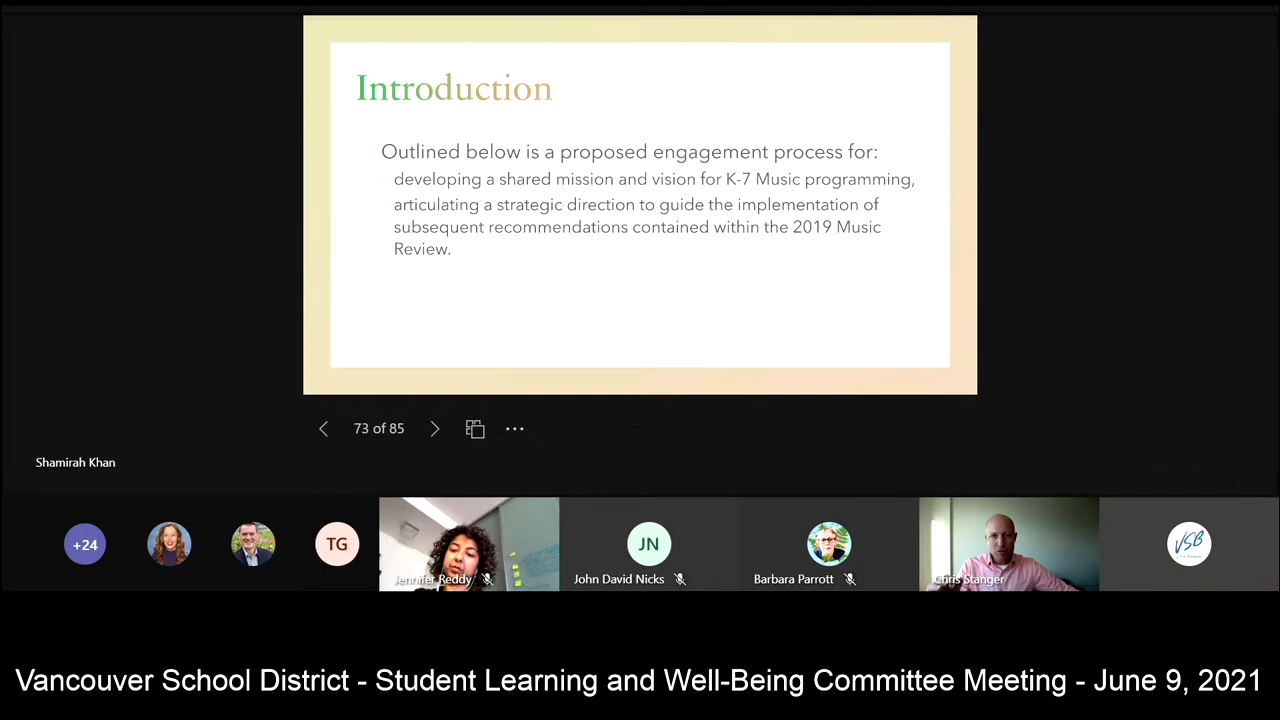 Introduction
Outlined below is a proposed engagement process for:
developing a shared mission and vision for K-7 Music programming,
articulating a strategic direction to guide the implementation of
subsequent recommendations contained within the 2019 Music
Review.
73 of 85
Shamirah Khan
+24
TG
Jennifer Reddy
JN
John David Nicks
Barbara Parrott
Chris Stanger
VSB
Vancouver School District - Student Learning and Well-Being Committee Meeting - June 9, 2021